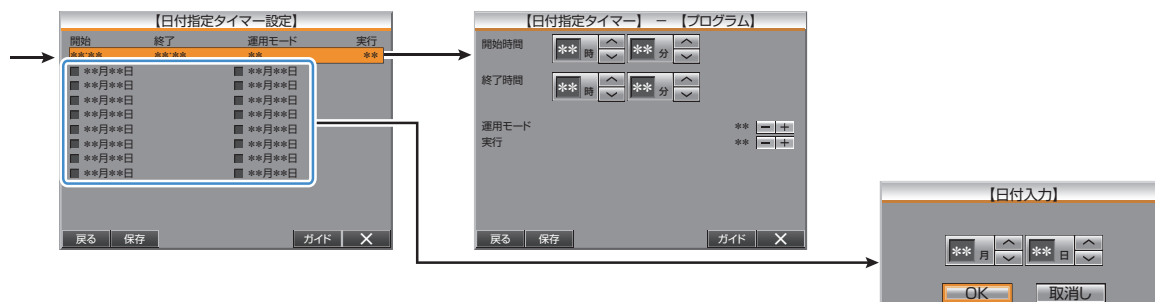 【日付指定タイマー設定】
開始 終了 運用モード 実行
**:** **:** ** **
**月**日 **月**日
**月**日 **月**日
**月**日 **月**日
**月**日 **月**日
**月**日 **月**日
**月**日 **月**日
**月**日 **月**日
**月**日 **月**日
戻る 保存 ガイド ×
【日付指定タイマー】 － 【プログラム】
開始時間 ** 時 ** 分
終了時間 ** 時 ** 分
運用モード ** － ＋
実行 ** － ＋
戻る 保存 ガイド ×
【日付入力】
** 月 ** 日
OK 取消し